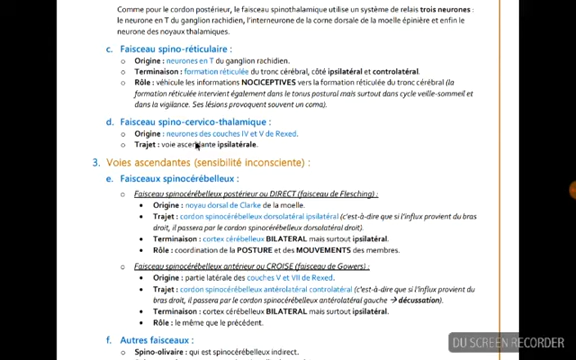 Comme pour le cordon postérieur, le faisceau spinothalamique utilise un système de relais trois neurones :
le neurone en T du ganglion rachidien, l'interneurone de la corne dorsale de la moelle épinière et enfin le
neurone des noyaux thalamiques.
c. Faisceau spino-réticulaire :
o Origine : neurones en T du ganglion rachidien.
o Terminaison : formation réticulée du tronc cérébral, côté ipsilatéral et controlatéral.
o Rôle : véhicule les informations NOCICEPTIVES vers la formation réticulée du tronc cérébral (la
formation réticulée intervient également dans le tonus postural mais surtout dans cycle veille-sommeil et
dans la vigilance. Ses lésions provoquent souvent un coma).
d. Faisceau spino-cervico-thalamique :
o Origine : neurones des couches IV et V de Rexed.
o Trajet : voie ascendante ipsilatérale.
3. Voies ascendantes (sensibilité inconsciente) :
e. Faisceaux spinocérébelleux :
o Faisceau spinocérébelleux postérieur ou DIRECT (faisceau de Flesching) :
• Origine : noyau dorsal de Clarke de la moelle.
• Trajet : cordon spinocérébelleux dorsolatéral ipsilatéral (c'est-à-dire que si l'influx provient du bras
droit, il passera par le cordon spinocérébelleux dorsolatéral droit).
• Terminaison : cortex cérébelleux BILATERAL mais surtout ipsilatéral.
• Rôle : coordination de la POSTURE et des MOUVEMENTS des membres.
o Faisceau spinocérébelleux antérieur ou CROISE (faisceau de Gowers) :
• Origine : partie latérale des couches V et VII de Rexed.
• Trajet : cordon spinocérébelleux antérolatéral controlatéral (c'est-à-dire que si l'influx provient du
bras droit, il passera par le cordon spinocérébelleux antérolatéral gauche → décussation).
• Terminaison : cortex cérébelleux BILATERAL mais surtout ipsilatéral.
• Rôle : le même que le précédent.
f. Autres faisceaux :
o Spino-olivaire : qui est spinocérébelleux indirect.
DU SCREEN RECORDER